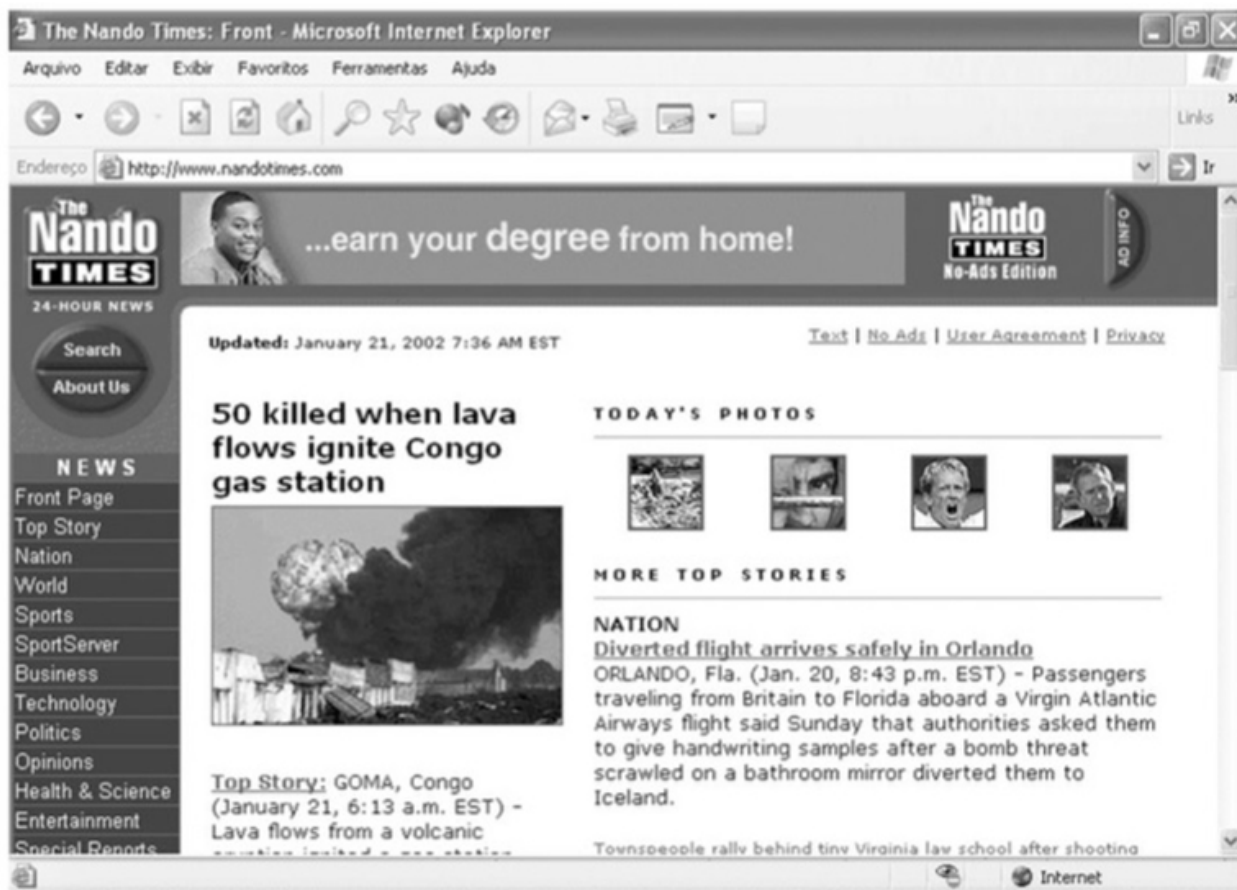 The Nando Times: Front - Microsoft Internet Explorer
Arquivo Editar Exibir Favoritos Ferramentas Ajuda
Links
Endereço http://www.nandotimes.com Ir
The
Nando
TIMES
24-HOUR NEWS
...earn your degree from home!
The
Nando
TIMES
No-Ads Edition
AD INFO
Search
About Us
Updated: January 21, 2002 7:36 AM EST
Text | No Ads | User Agreement | Privacy
NEWS
Front Page
Top Story
Nation
World
Sports
SportServer
Business
Technology
Politics
Opinions
Health & Science
Entertainment
Special Reports
50 killed when lava
flows ignite Congo
gas station
Top Story: GOMA, Congo
(January 21, 6:13 a.m. EST) -
Lava flows from a volcanic
eruption ignited a gas station
TODAY'S PHOTOS
MORE TOP STORIES
NATION
Diverted flight arrives safely in Orlando
ORLANDO, Fla. (Jan. 20, 8:43 p.m. EST) - Passengers
traveling from Britain to Florida aboard a Virgin Atlantic
Airways flight said Sunday that authorities asked them
to give handwriting samples after a bomb threat
scrawled on a bathroom mirror diverted them to
Iceland.
Townspeople rally behind tiny Virginia law school after shooting
Internet